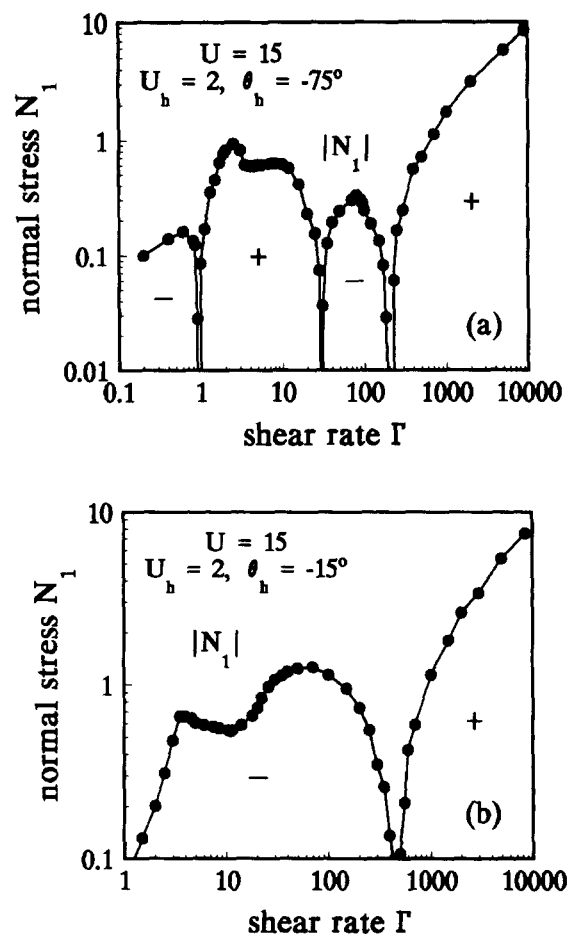 10
U = 15
U_h = 2, θ_h = -75°
|N_1|
normal stress N_1
1
+
0.1
−
+
−
(a)
0.01
0.1 1 10 100 1000 10000
shear rate Γ
10
U = 15
U_h = 2, θ_h = -15°
|N_1|
normal stress N_1
1
+
−
(b)
0.1
1 10 100 1000 10000
shear rate Γ